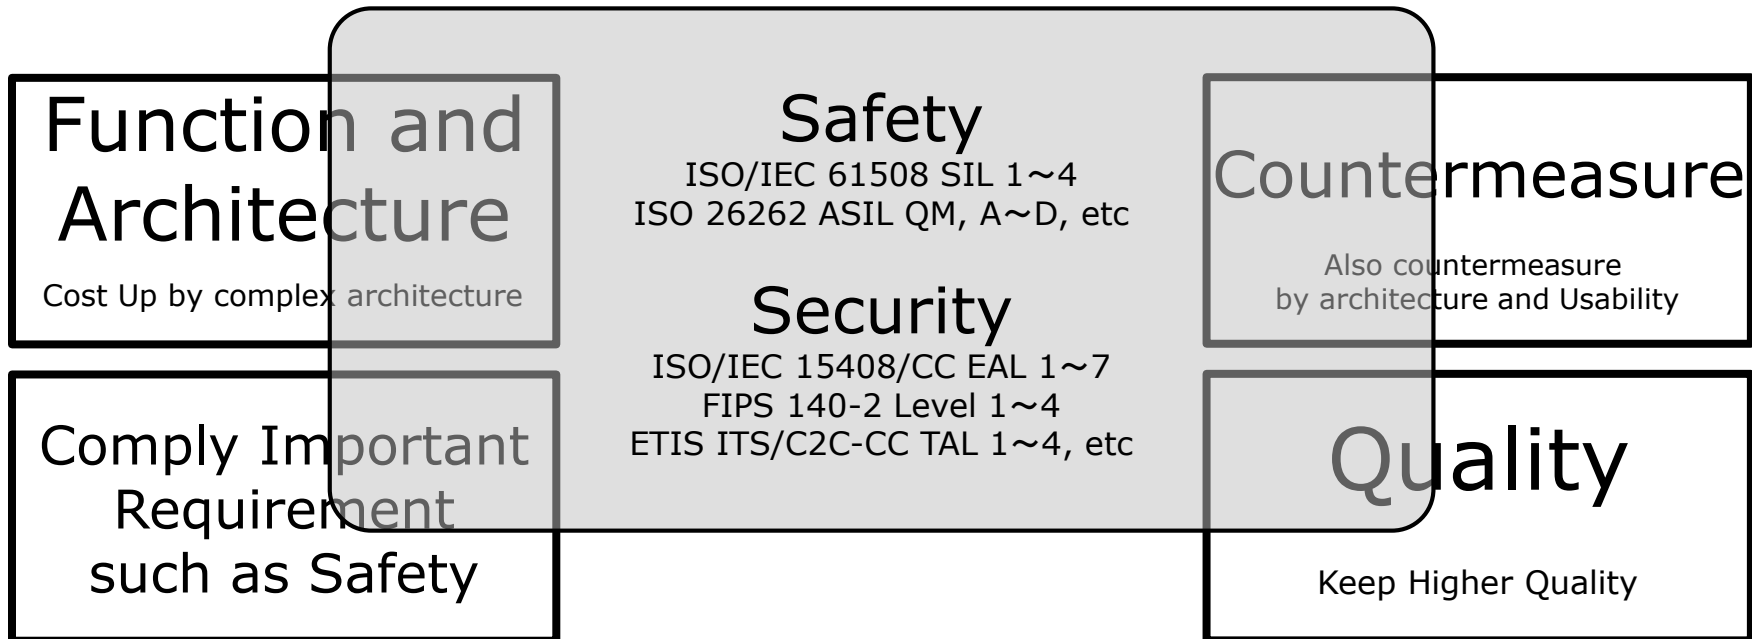 Function and
Architecture
Cost Up by complex architecture
Safety
ISO/IEC 61508 SIL 1～4
ISO 26262 ASIL QM, A～D, etc
Security
ISO/IEC 15408/CC EAL 1～7
FIPS 140-2 Level 1～4
ETIS ITS/C2C-CC TAL 1～4, etc
Countermeasure
Also countermeasure
by architecture and Usability
Comply Important
Requirement
such as Safety
Quality
Keep Higher Quality